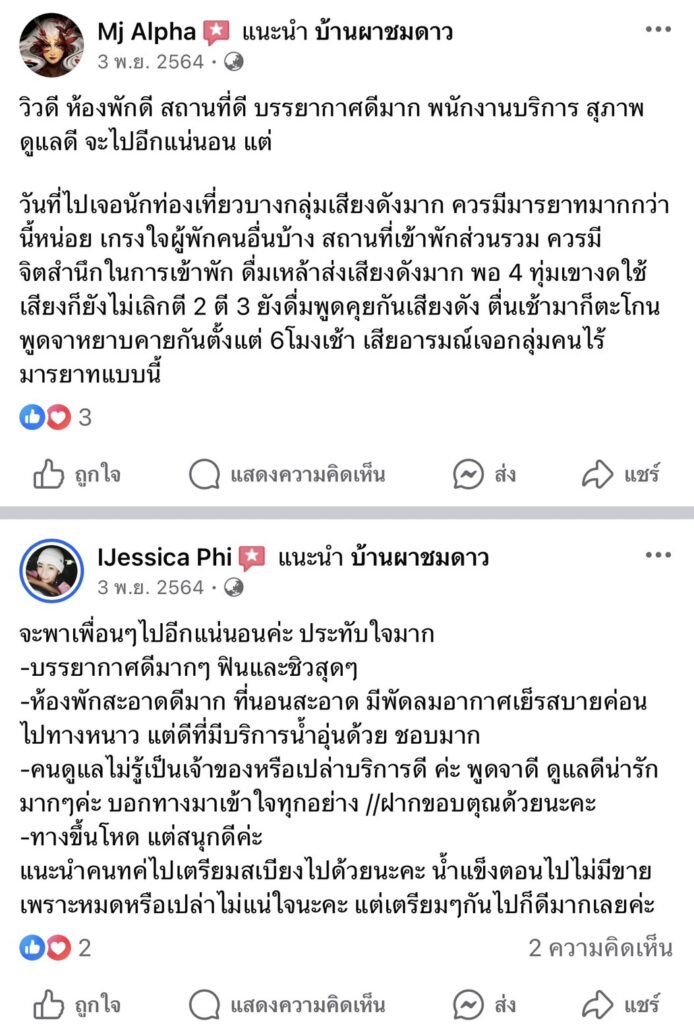 Mj Alpha แนะนำ บ้านผาชมดาว
3 พ.ย. 2564 ·
วิวดี ห้องพักดี สถานที่ดี บรรยากาศดีมาก พนักงานบริการ สุภาพ
ดูแลดี จะไปอีกแน่นอน แต่
วันที่ไปเจอนักท่องเที่ยวบางกลุ่มเสียงดังมาก ควรมีมารยาทมากกว่า
นี้หน่อย เกรงใจผู้พักคนอื่นบ้าง สถานที่เข้าพักส่วนรวม ควรมี
จิตสำนึกในการเข้าพัก ดื่มเหล้าส่งเสียงดังมาก พอ 4 ทุ่มเขางดใช้
เสียงก็ยังไม่เลิกตี 2 ตี 3 ยังดื่มพูดคุยกันเสียงดัง ตื่นเช้ามาก็ตะโกน
พูดจาหยาบคายกันตั้งแต่ 6โมงเช้า เสียอารมณ์เจอกลุ่มคนไร้
มารยาทแบบนี้
3
ถูกใจ แสดงความคิดเห็น ส่ง แชร์
IJessica Phi แนะนำ บ้านผาชมดาว
3 พ.ย. 2564 ·
จะพาเพื่อนๆไปอีกแน่นอนค่ะ ประทับใจมาก
-บรรยากาศดีมากๆ ฟินและชิวสุดๆ
-ห้องพักสะอาดดีมาก ที่นอนสะอาด มีพัดลมอากาศเย็รสบายค่อน
ไปทางหนาว แต่ดีที่มีบริการน้ำอุ่นด้วย ชอบมาก
-คนดูแลไม่รู้เป็นเจ้าของหรือเปล่าบริการดี ค่ะ พูดจาดี ดูแลดีน่ารัก
มากๆค่ะ บอกทางมาเข้าใจทุกอย่าง //ฝากขอบตุณด้วยนะคะ
-ทางขึ้นโหด แต่สนุกดีค่ะ
แนะนำคนทค่ไปเตรียมสเบียงไปด้วยนะคะ น้ำแข็งตอนไปไม่มีขาย
เพราะหมดหรือเปล่าไม่แน่ใจนะคะ แต่เตรียมๆกันไปก็ดีมากเลยค่ะ
2 2 ความคิดเห็น
ถูกใจ แสดงความคิดเห็น ส่ง แชร์